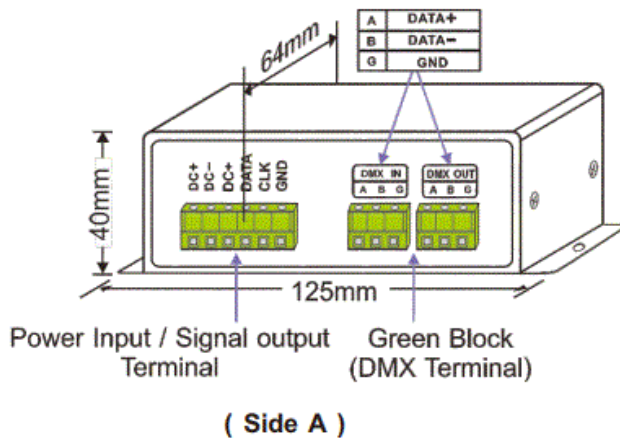 A DATA+
B DATA−
G GND
64mm
DC+ DC− DC+ DATA CLK GND
DMX IN
A B G
DMX OUT
A B G
40mm
125mm
Power Input / Signal output
Terminal
Green Block
(DMX Terminal)
( Side A )